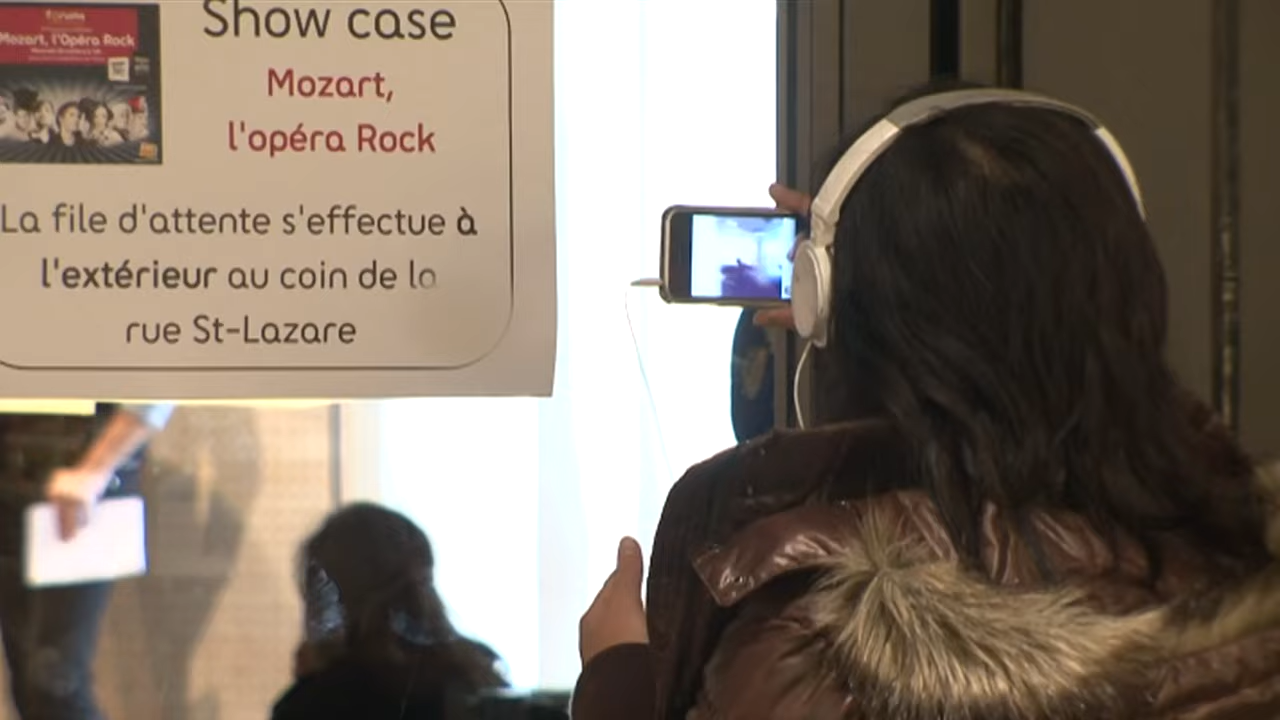 Show case
Mozart,
l'opéra Rock
La file d'attente s'effectue à
l'extérieur au coin de la
rue St-Lazare
Mozart, l'Opéra Rock